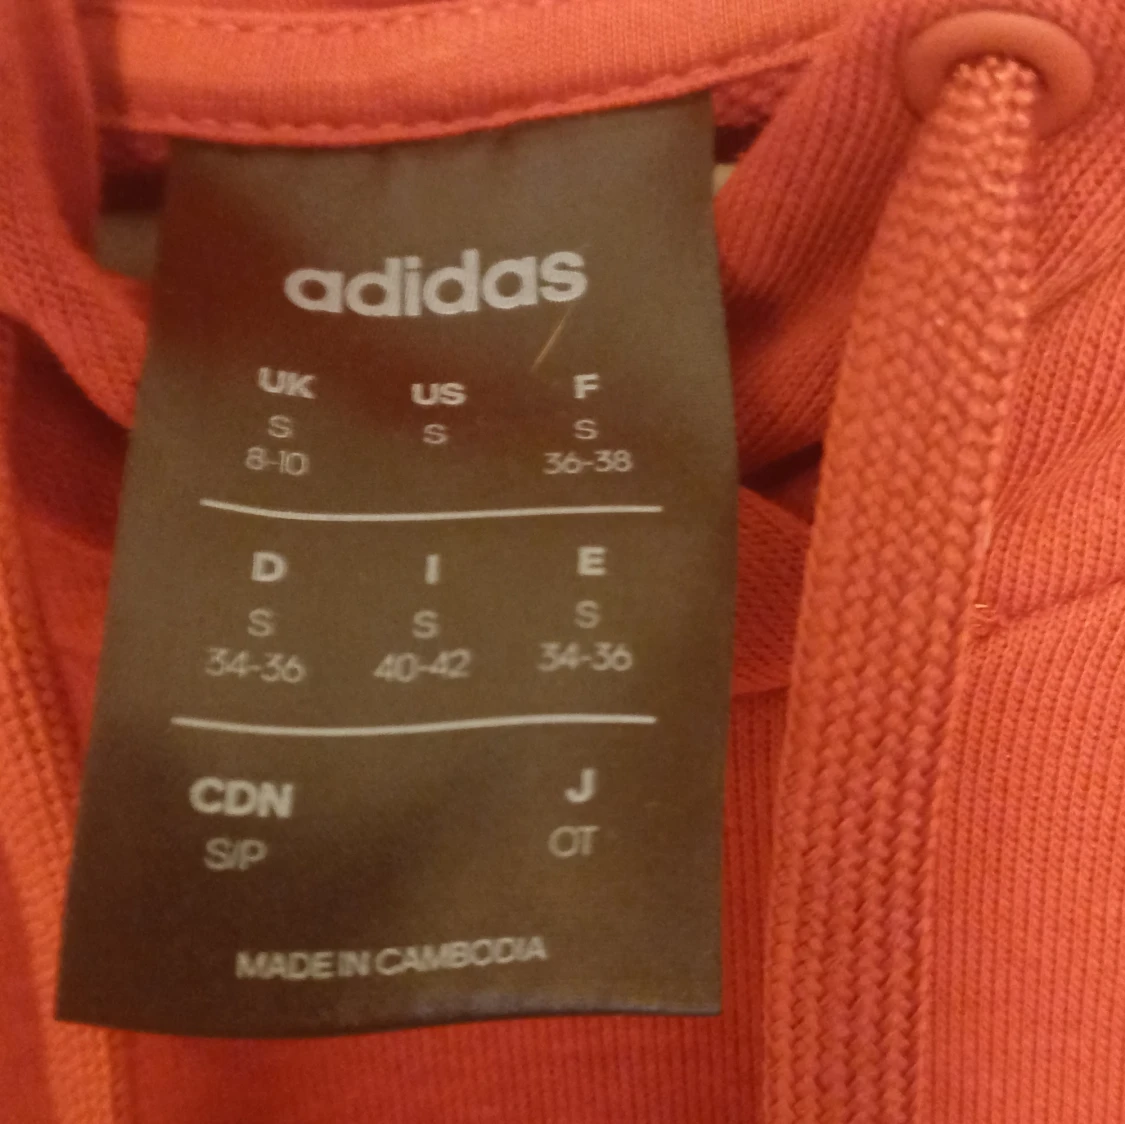 adidas
UK US F
S S S
8-10 36-38
D I E
S S S
34-36 40-42 34-36
CDN J
S/P OT
MADE IN CAMBODIA